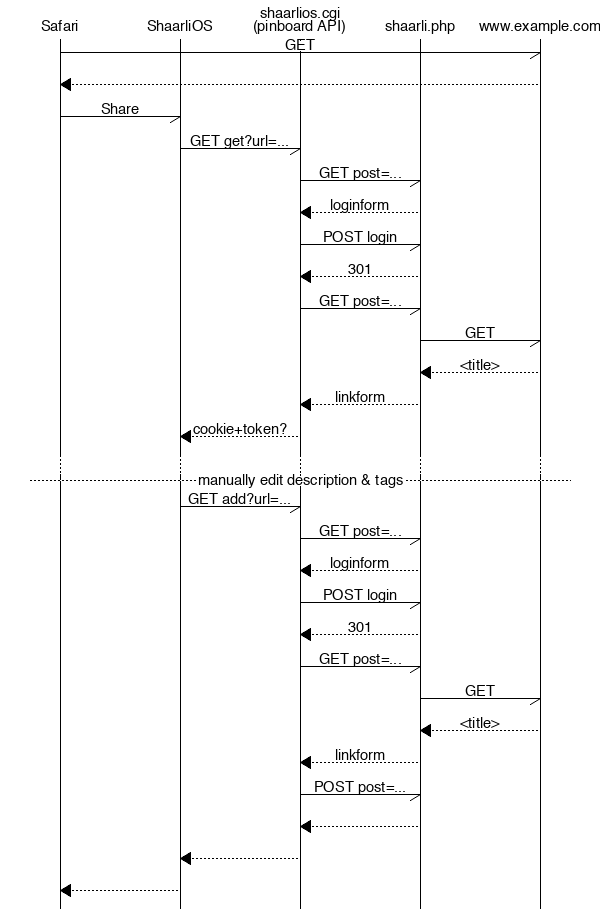 shaarlios.cgi
Safari
ShaarliOS
(pinboard API)
shaarli.php
www.example.com
GET
Share
GET get?url=...
GET post=...
loginform
POST login
301
GET post=...
GET
<title>
linkform
cookie+token?
manually edit description & tags
GET add?url=...
GET post=...
loginform
POST login
301
GET post=...
GET
<title>
linkform
POST post=...